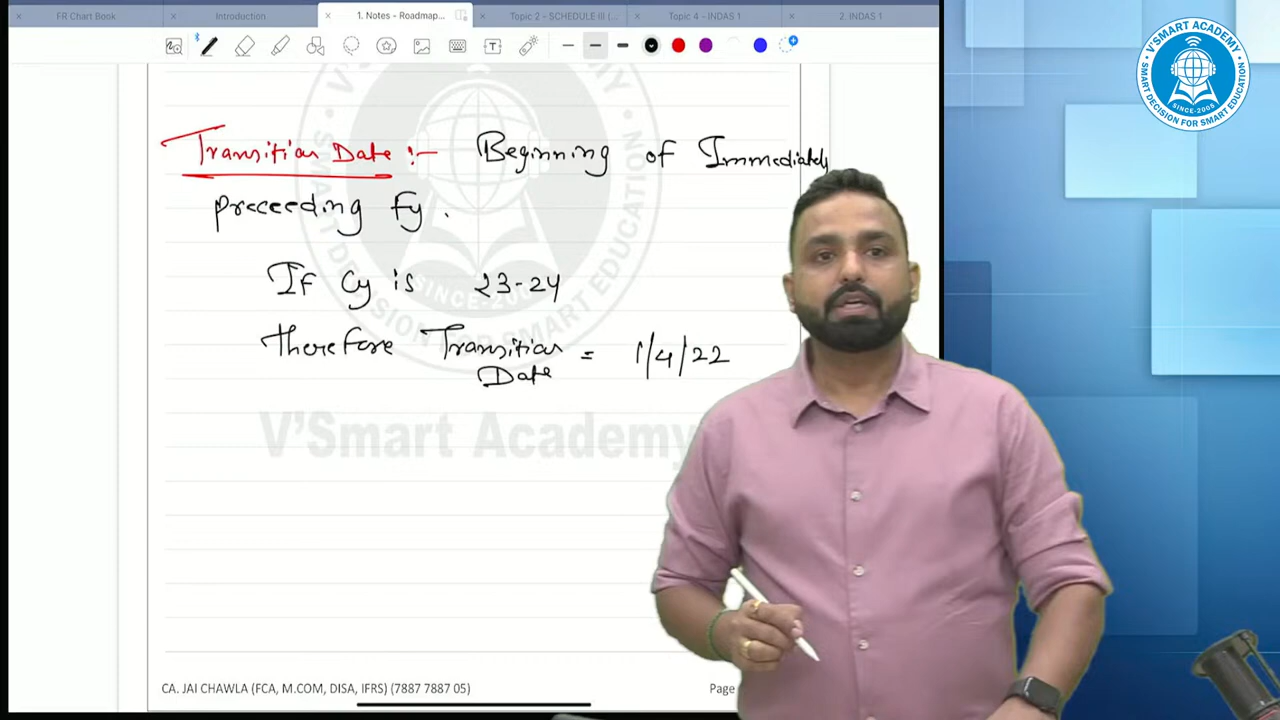 FR Chart Book
Introduction
1. Notes - Roadmap...
Topic 2 - SCHEDULE III (...
Topic 4 - INDAS 1
2. INDAS 1
V'SMART ACADEMY
SINCE-2005
SMART DECISION FOR SMART EDUCATION
Transition Date :- Beginning of Immediately
preceeding fy.
If Cy is 23-24
therefore Transition Date = 1/4/22
V'Smart Academy
CA. JAI CHAWLA (FCA, M.COM, DISA, IFRS) (7887 7887 05)
Page